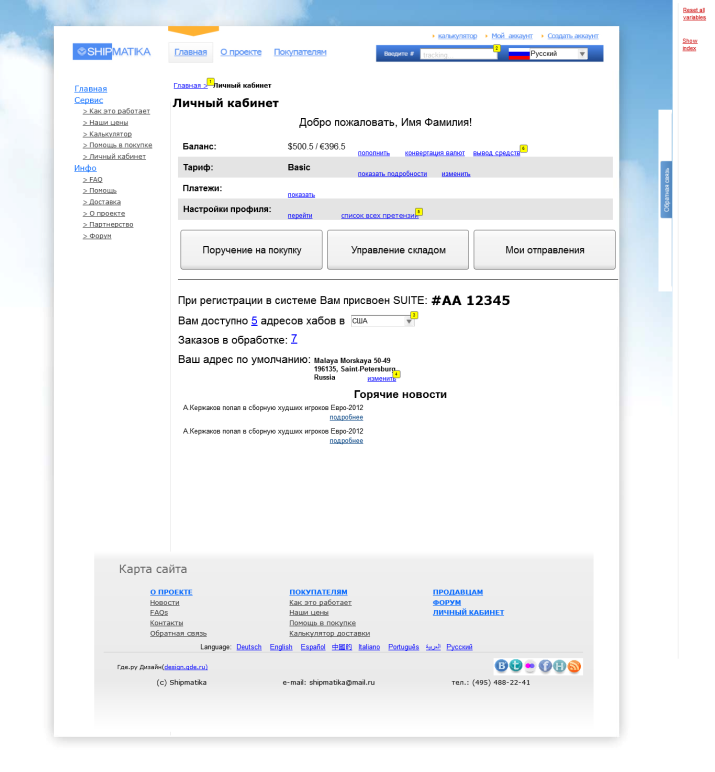 Reset all variables
Show index
калькулятор Мой аккаунт Создать аккаунт
SHIPMATIKA Главная О проекте Покупателям Введите # tracking 2 Русский
Главная > 1 Личный кабинет
Личный кабинет
Главная
Сервис
> Как это работает
> Наши цены
> Калькулятор
> Помощь в покупке
> Личный кабинет
Инфо
> FAQ
> Помощь
> Доставка
> О проекте
> Партнерство
> Форум
Обратная связь
Добро пожаловать, Имя Фамилия!
Баланс: $500.5 / €396.5 пополнить конвертация валют вывод средств 6
Тариф: Basic показать подробности изменить
Платежи: показать
Настройки профиля: перейти список всех претензий 5
Поручение на покупку Управление складом Мои отправления
При регистрации в системе Вам присвоен SUITE: #AA 12345
Вам доступно 5 адресов хабов в США 3
Заказов в обработке: 7
Ваш адрес по умолчанию: Malaya Morskaya 50-49
196135, Saint-Petersburg
Russia изменить 4
Горячие новости
А.Кержаков попал в сборную худших игроков Евро-2012
подробнее
А.Кержаков попал в сборную худших игроков Евро-2012
подробнее
Карта сайта
О ПРОЕКТЕ ПОКУПАТЕЛЯМ ПРОДАВЦАМ
Новости Как это работает ФОРУМ
FAQs Наши цены ЛИЧНЫЙ КАБИНЕТ
Контакты Помощь в покупке
Обратная связь Калькулятор доставки
Language: Deutsch English Español 中國的 Italiano Português العربية Русский
Где.ру Дизайн(design.gde.ru)
(c) Shipmatika e-mail: shipmatika@mail.ru тел.: (495) 488-22-41